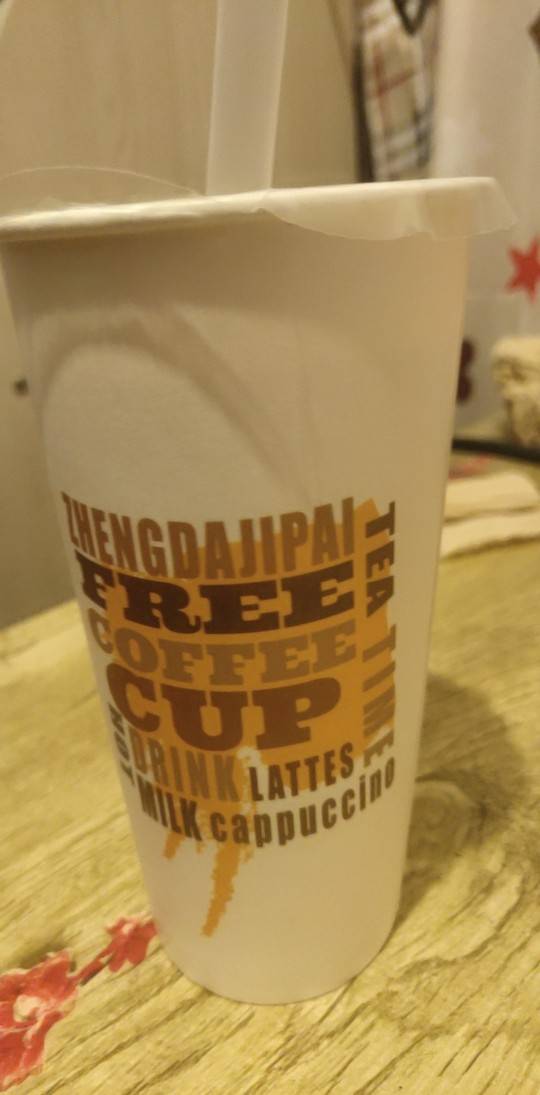 ZHENGDAJIPAI
FREE
COFFEE
CUP
HOT
DRINK LATTES
MILK cappuccino
TEA TIME